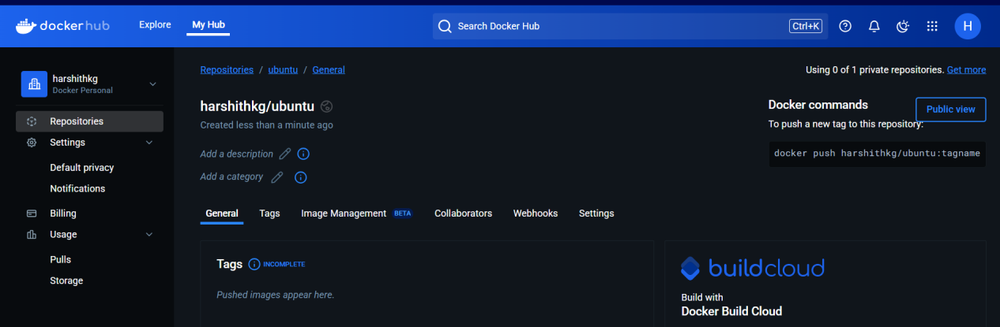 dockerhub
Explore
My Hub
Search Docker Hub
Ctrl+K
H
harshithkg
Docker Personal
Repositories
Settings
Default privacy
Notifications
Billing
Usage
Pulls
Storage
Repositories / ubuntu / General
Using 0 of 1 private repositories. Get more
harshithkg/ubuntu
Created less than a minute ago
Add a description
Add a category
Docker commands
Public view
To push a new tag to this repository:
docker push harshithkg/ubuntu:tagname
General
Tags
Image Management BETA
Collaborators
Webhooks
Settings
Tags INCOMPLETE
Pushed images appear here.
buildcloud
Build with
Docker Build Cloud